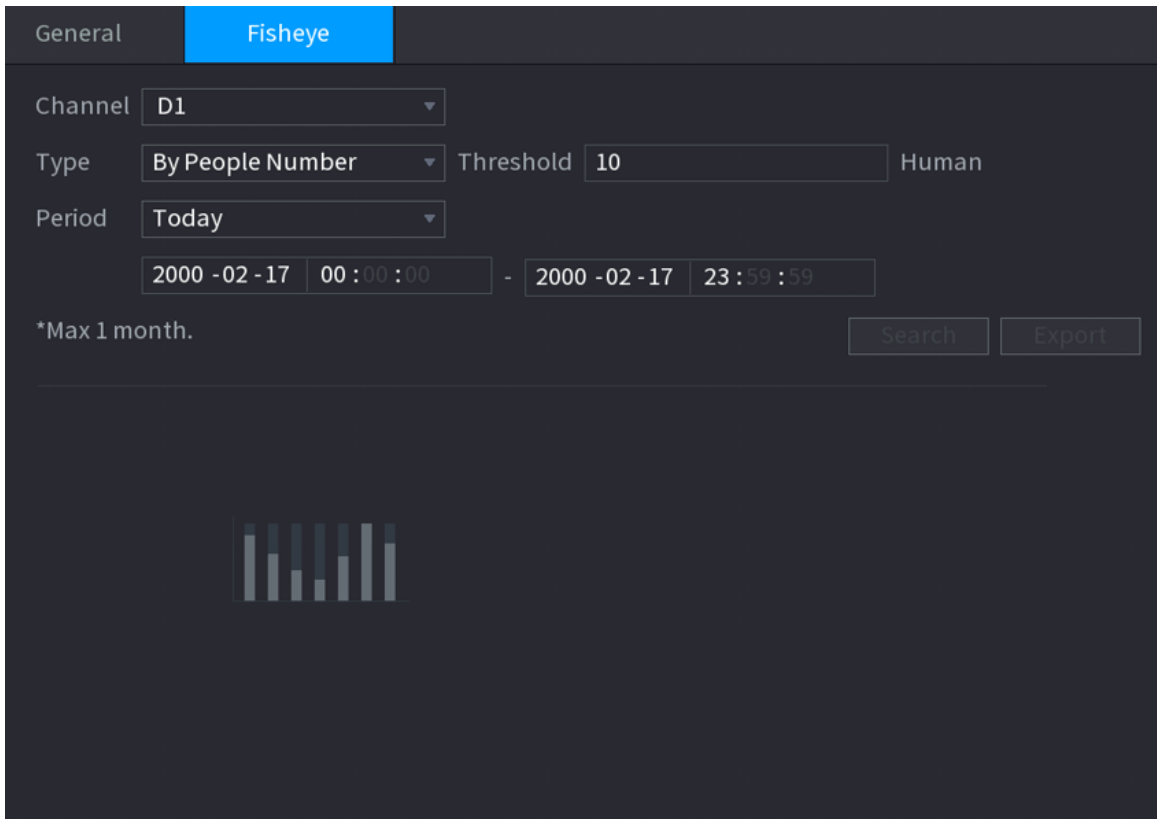 General Fisheye
Channel D1
Type By People Number Threshold 10 Human
Period Today
2000 -02 -17 00 :00 :00 - 2000 -02 -17 23 :59 :59
*Max 1 month. Search Export